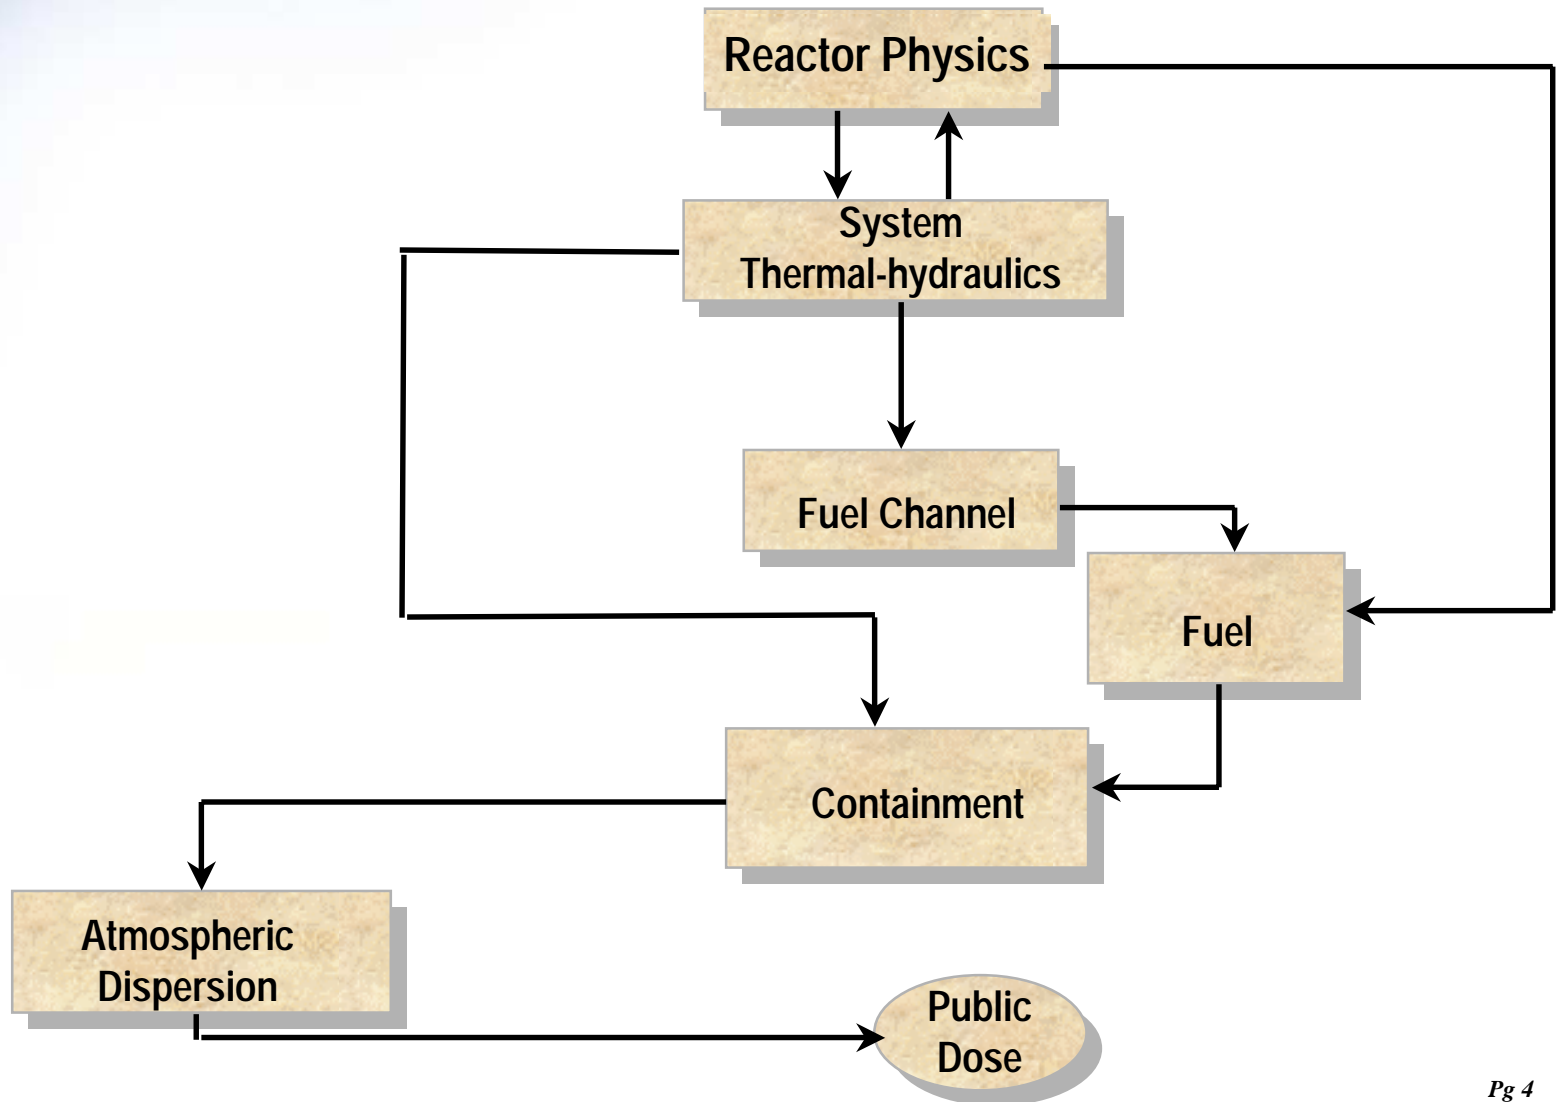 Reactor Physics
System
Thermal-hydraulics
Fuel Channel
Fuel
Containment
Atmospheric
Dispersion
Public
Dose
Pg 4